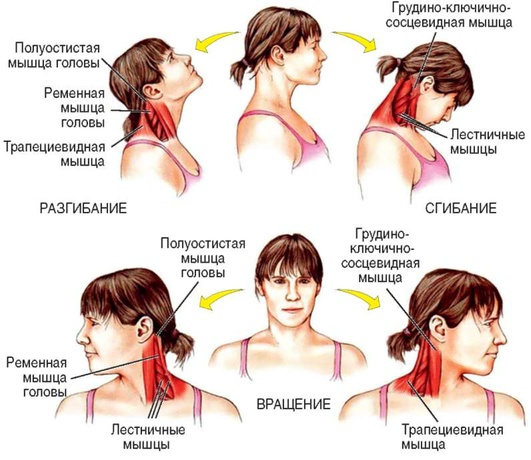 Полуостистая
мышца головы
Ременная
мышца
головы
Трапециевидная
мышца
РАЗГИБАНИЕ
Грудино-ключично-
сосцевидная мышца
Лестничные
мышцы
СГИБАНИЕ
Полуостистая
мышца
головы
Ременная
мышца
головы
Лестничные
мышцы
ВРАЩЕНИЕ
Грудино-
ключично-
сосцевидная
мышца
Трапециевидная
мышца